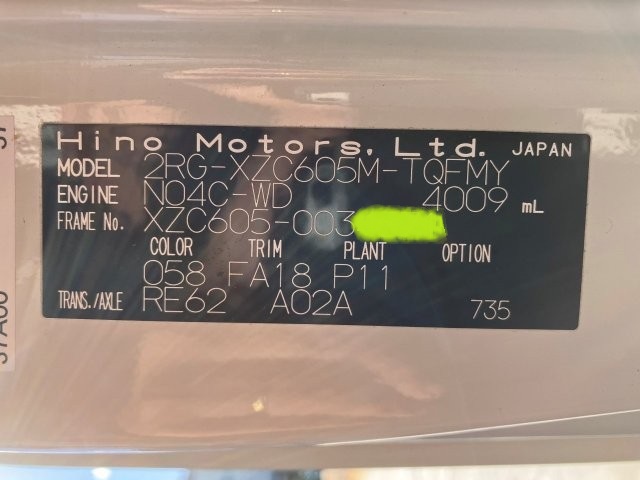 Hino Motors, Ltd. JAPAN
MODEL 2RG-XZC605M-TQFMY
ENGINE N04C-WD 4009 mL
FRAME No. XZC605-003
COLOR TRIM PLANT OPTION
058 FA18 P11
TRANS./AXLE RE62 A02A 735